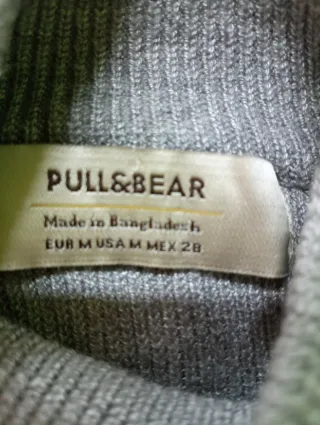 PULL&BEAR
Made in Bangladesh
EUR M USA M MEX 28